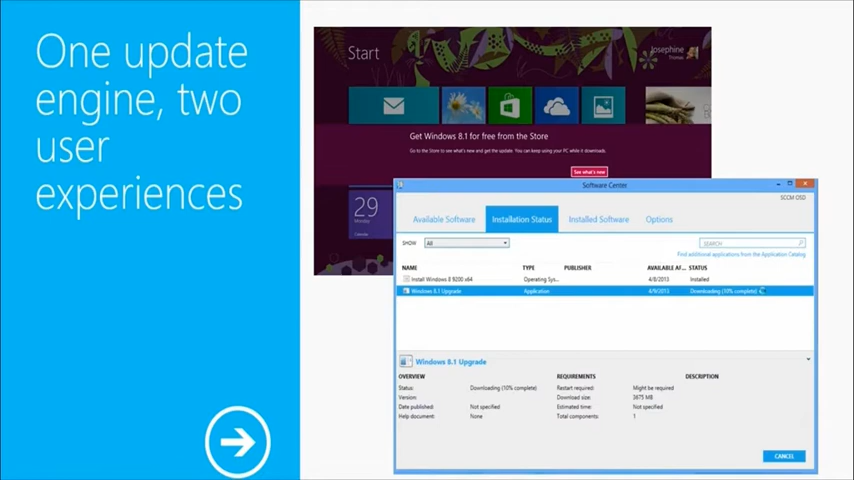 One update
engine, two
user
experiences
Start
Josephine
Thomas
Get Windows 8.1 for free from the Store
Go to the Store to see what's new and get the update. You can keep using your PC while it downloads.
See what's new
29
Monday
Calendar
Software Center
SCCM OSD
Available Software Installation Status Installed Software Options
SHOW All SEARCH
Find additional applications from the Application Catalog
NAME TYPE PUBLISHER AVAILABLE AF... STATUS
Install Windows 8 9200 x64 Operating Sys... 4/8/2013 Installed
Windows 8.1 Upgrade Application 4/9/2013 Downloading (10% complete)
Windows 8.1 Upgrade
OVERVIEW REQUIREMENTS DESCRIPTION
Status: Downloading (10% complete) Restart required: Might be required
Version: Download size: 3675 MB
Date published: Not specified Estimated time: Not specified
Help document: None Total components: 1
CANCEL